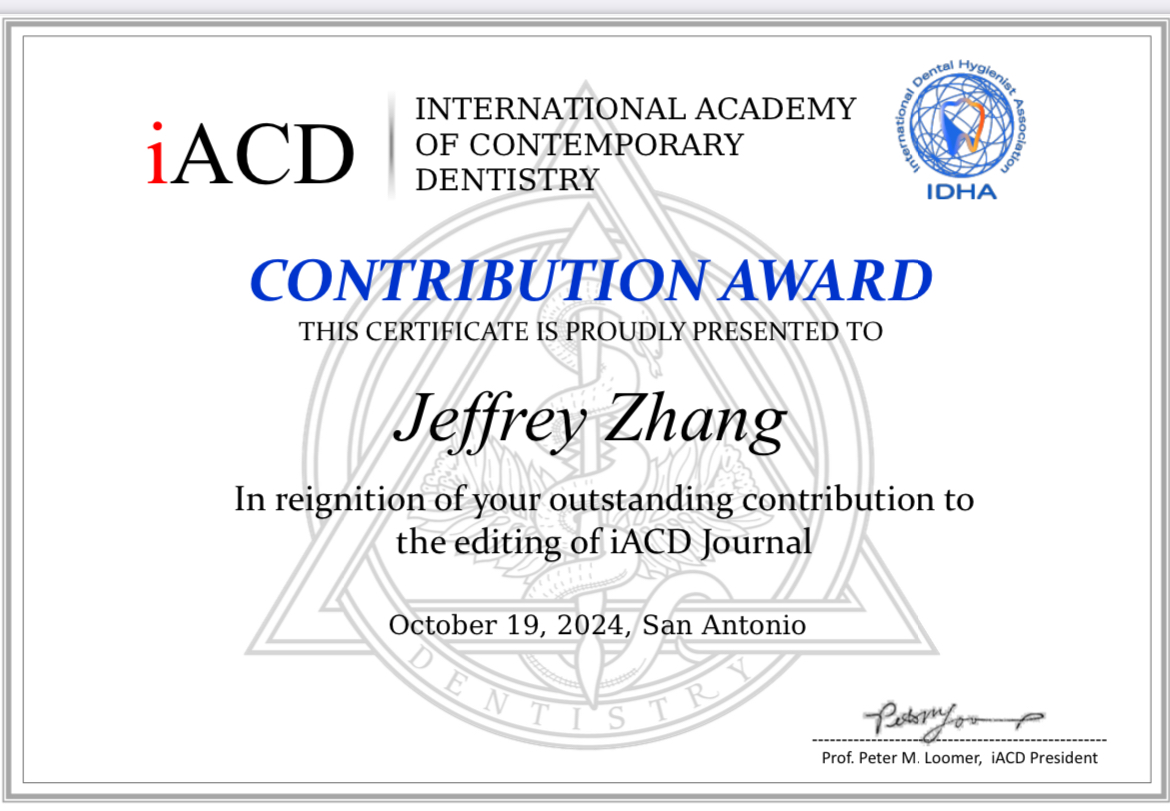 iACD
INTERNATIONAL ACADEMY
OF CONTEMPORARY
DENTISTRY
International Dental Hygienist Association
IDHA
CONTRIBUTION AWARD
THIS CERTIFICATE IS PROUDLY PRESENTED TO
Jeffrey Zhang
In reignition of your outstanding contribution to
the editing of iACD Journal
October 19, 2024, San Antonio
DENTISTRY
Prof. Peter M. Loomer, iACD President